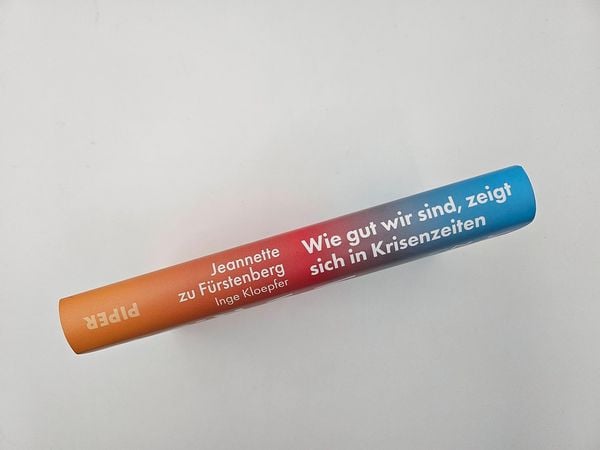 Jeannette
zu Fürstenberg
Inge Kloepfer
Wie gut wir sind, zeigt
sich in Krisenzeiten
PIPER